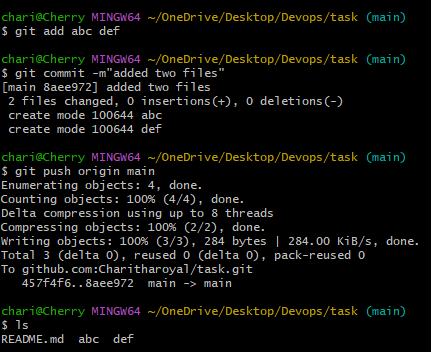 chari@Cherry MINGW64 ~/OneDrive/Desktop/Devops/task (main)
$ git add abc def
chari@Cherry MINGW64 ~/OneDrive/Desktop/Devops/task (main)
$ git commit -m"added two files"
[main 8aee972] added two files
 2 files changed, 0 insertions(+), 0 deletions(-)
 create mode 100644 abc
 create mode 100644 def
chari@Cherry MINGW64 ~/OneDrive/Desktop/Devops/task (main)
$ git push origin main
Enumerating objects: 4, done.
Counting objects: 100% (4/4), done.
Delta compression using up to 8 threads
Compressing objects: 100% (2/2), done.
Writing objects: 100% (3/3), 284 bytes | 284.00 KiB/s, done.
Total 3 (delta 0), reused 0 (delta 0), pack-reused 0
To github.com:Charitharoyal/task.git
   457f4f6..8aee972  main -> main
chari@Cherry MINGW64 ~/OneDrive/Desktop/Devops/task (main)
$ ls
README.md  abc  def